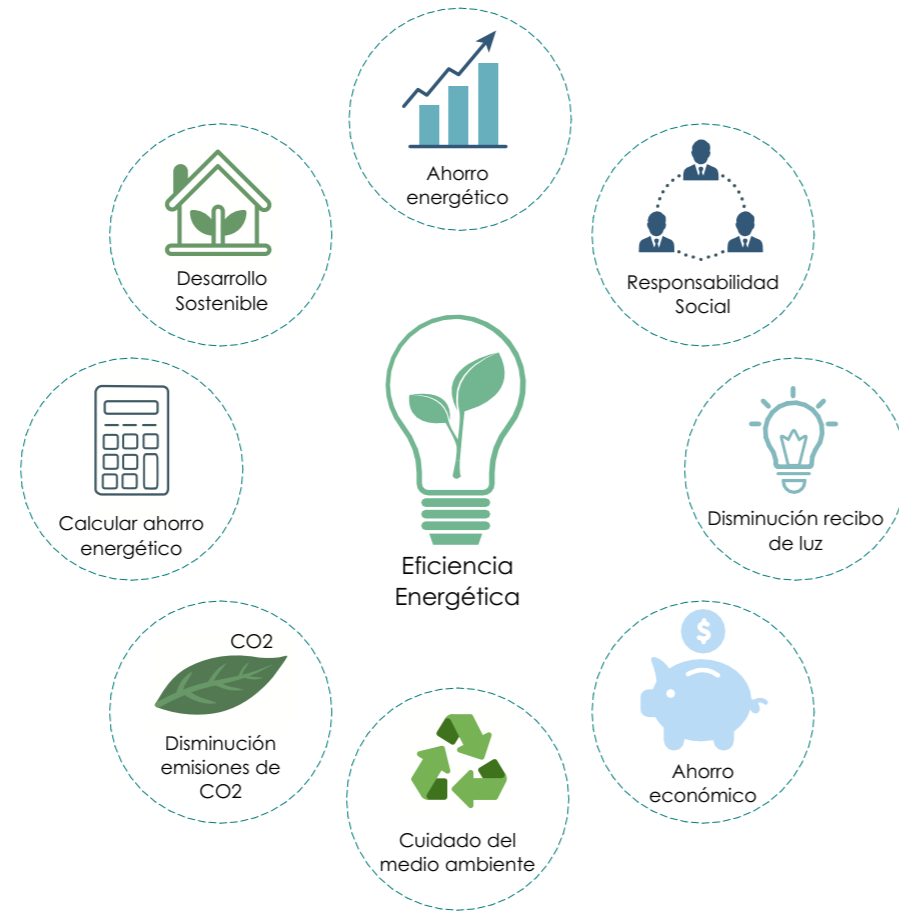 Ahorro
energético
Responsabilidad
Social
Disminución recibo
de luz
$
Ahorro
económico
Cuidado del
medio ambiente
CO2
Disminución
emisiones de
CO2
Calcular ahorro
energético
Desarrollo
Sostenible
Eficiencia
Energética